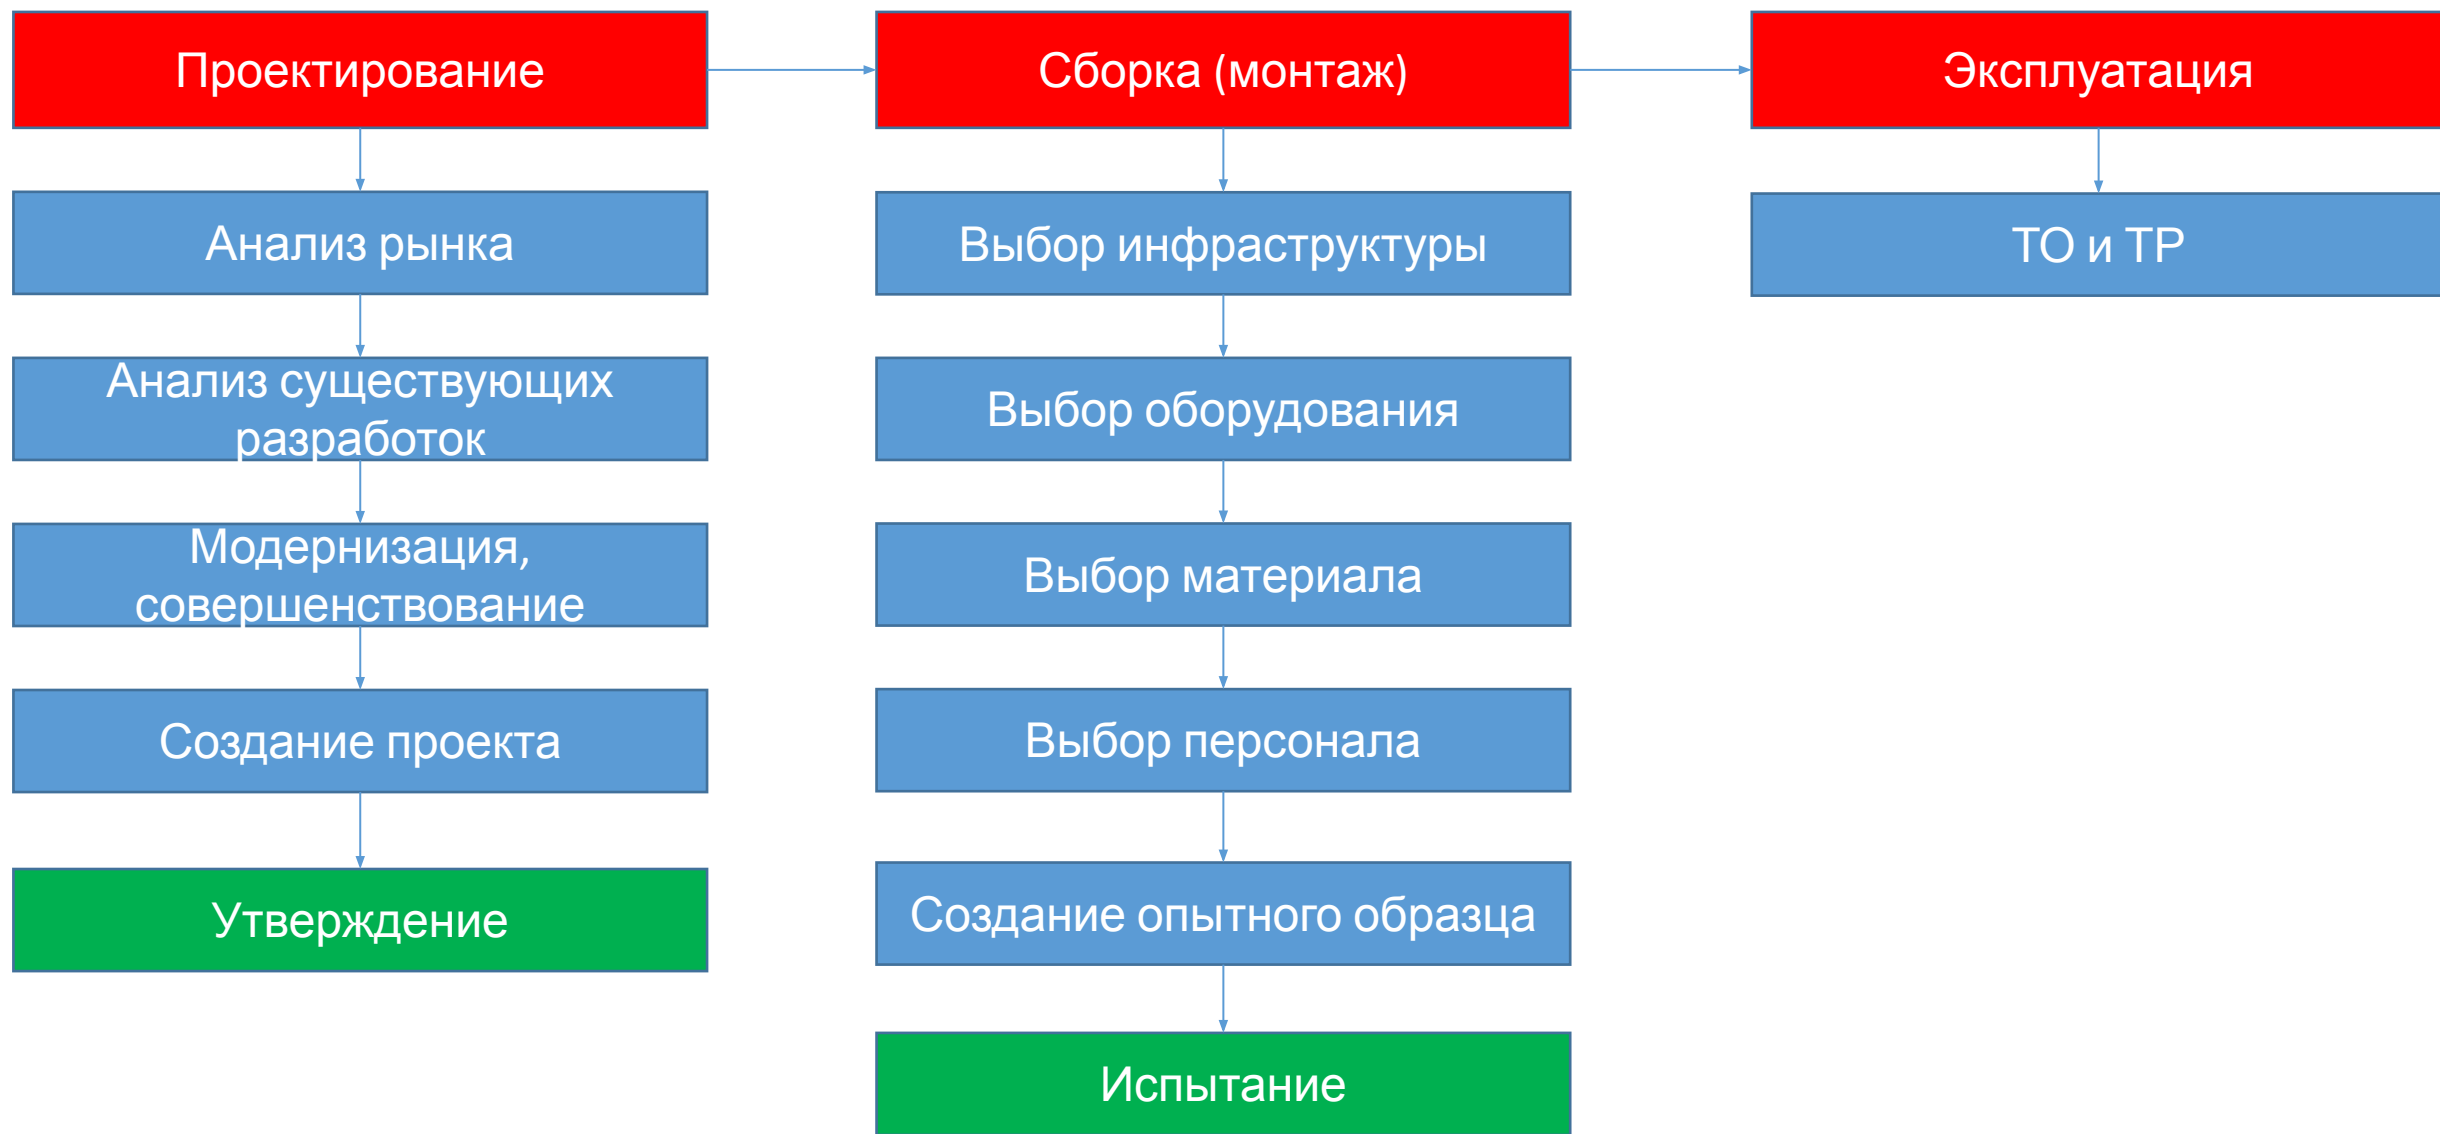 Проектирование
Анализ рынка
Анализ существующих
разработок
Модернизация,
совершенствование
Создание проекта
Утверждение
Сборка (монтаж)
Выбор инфраструктуры
Выбор оборудования
Выбор материала
Выбор персонала
Создание опытного образца
Испытание
Эксплуатация
ТО и ТР